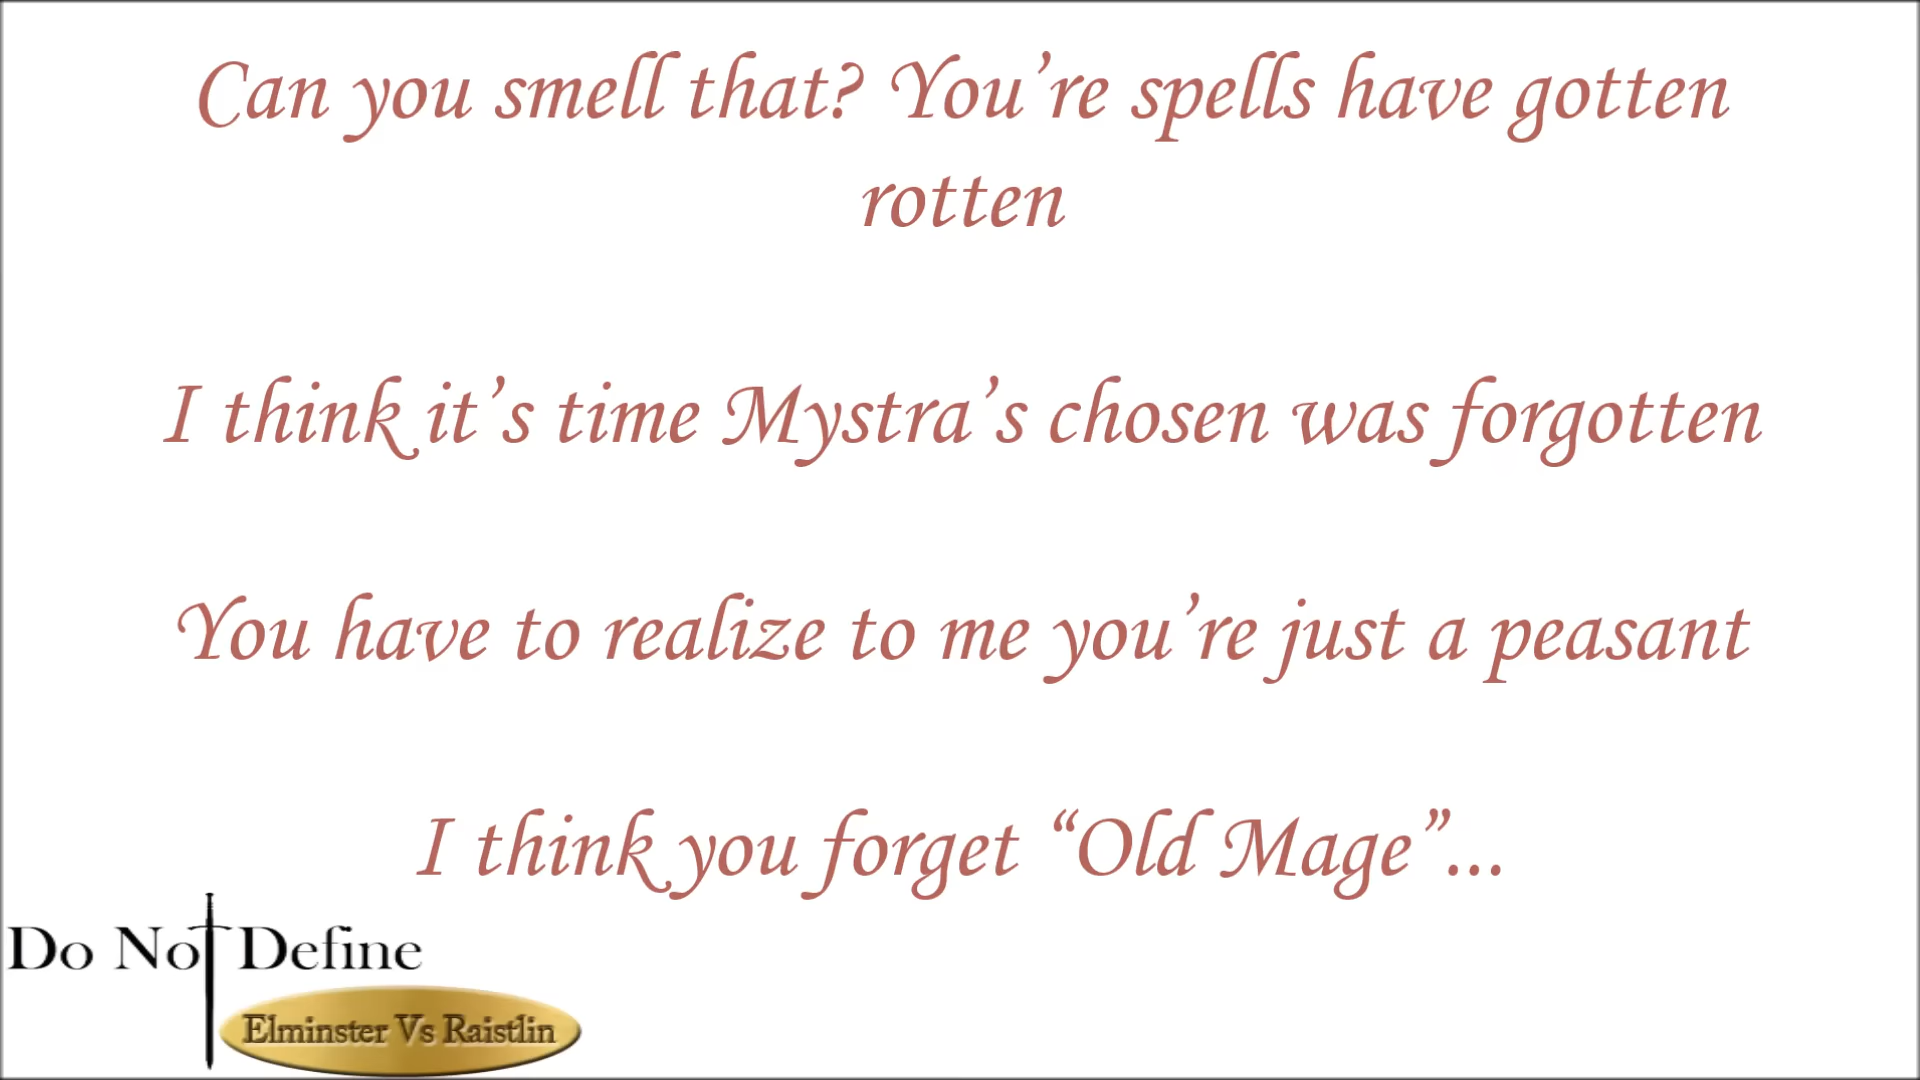 Can you smell that? You’re spells have gotten
rotten
I think it’s time Mystra’s chosen was forgotten
You have to realize to me you’re just a peasant
I think you forget “Old Mage”...
Do Not Define
Elminster Vs Raistlin